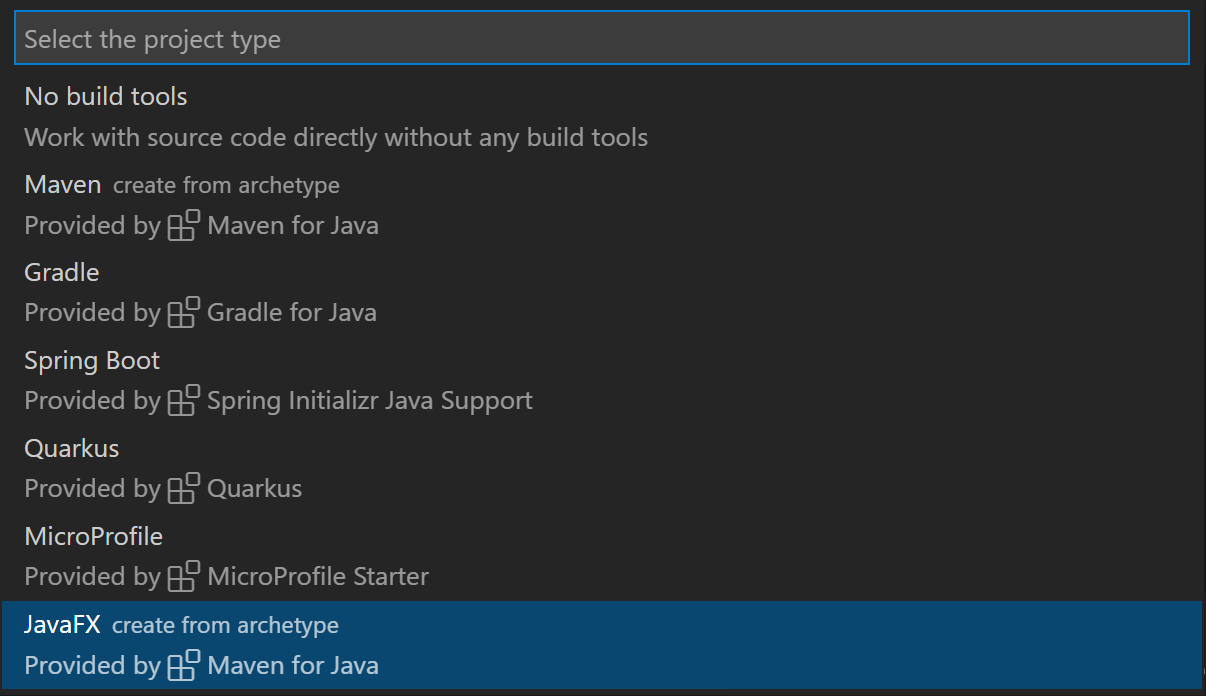 Select the project type
No build tools
Work with source code directly without any build tools
Maven create from archetype
Provided by Maven for Java
Gradle
Provided by Gradle for Java
Spring Boot
Provided by Spring Initializr Java Support
Quarkus
Provided by Quarkus
MicroProfile
Provided by MicroProfile Starter
JavaFX create from archetype
Provided by Maven for Java